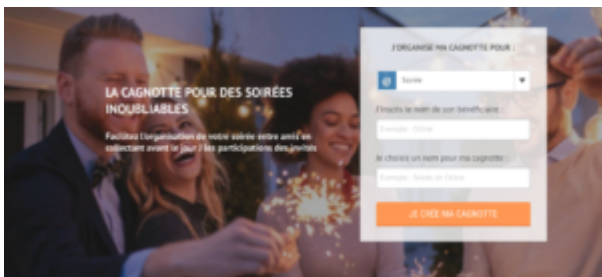 LA CAGNOTTE POUR DES SOIRÉES
INOUBLIABLES
Facilitez l'organisation de votre soirée entre amis en
collectant avant le jour J les participations des invités
J'ORGANISE MA CAGNOTTE POUR :
Soirée
J'inscris le nom de son bénéficiaire :
Exemple : Céline
Je choisis un nom pour ma cagnotte :
Exemple : Soirée de Céline
JE CRÉE MA CAGNOTTE